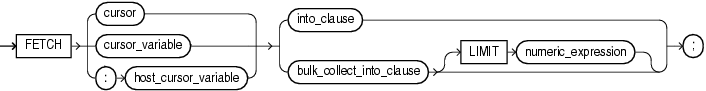 cursor
into_clause
FETCH
cursor_variable
LIMIT
numeric_expression
;
:
host_cursor_variable
bulk_collect_into_clause